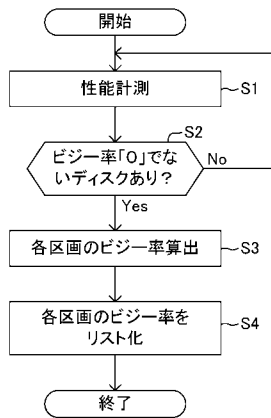 開始
性能計測
S1
S2
ビジー率「0」でな
いディスクあり？
No
Yes
各区画のビジー率算出
S3
各区画のビジー率を
リスト化
S4
終了